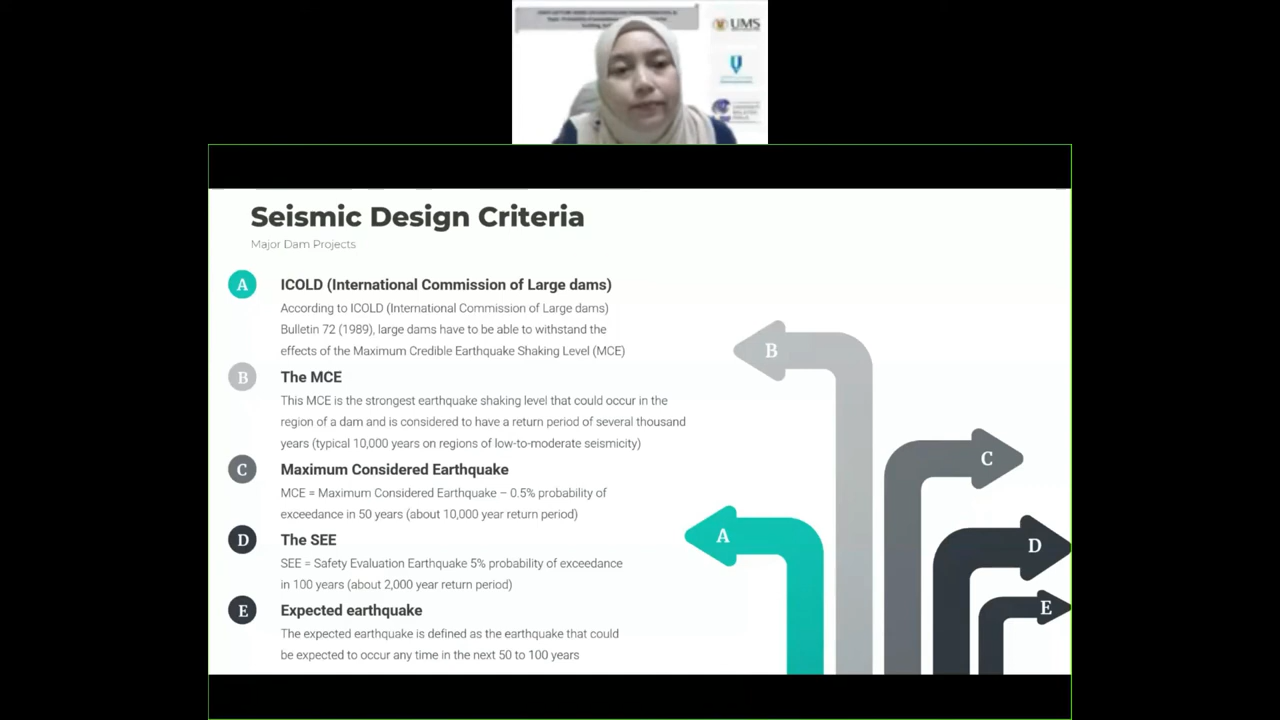 UMS
Seismic Design Criteria
Major Dam Projects
A
ICOLD (International Commission of Large dams)
According to ICOLD (International Commission of Large dams)
Bulletin 72 (1989), large dams have to be able to withstand the
effects of the Maximum Credible Earthquake Shaking Level (MCE)
B
The MCE
This MCE is the strongest earthquake shaking level that could occur in the
region of a dam and is considered to have a return period of several thousand
years (typical 10,000 years on regions of low-to-moderate seismicity)
C
Maximum Considered Earthquake
MCE = Maximum Considered Earthquake – 0.5% probability of
exceedance in 50 years (about 10,000 year return period)
D
The SEE
SEE = Safety Evaluation Earthquake 5% probability of exceedance
in 100 years (about 2,000 year return period)
E
Expected earthquake
The expected earthquake is defined as the earthquake that could
be expected to occur any time in the next 50 to 100 years
B
C
A
D
E